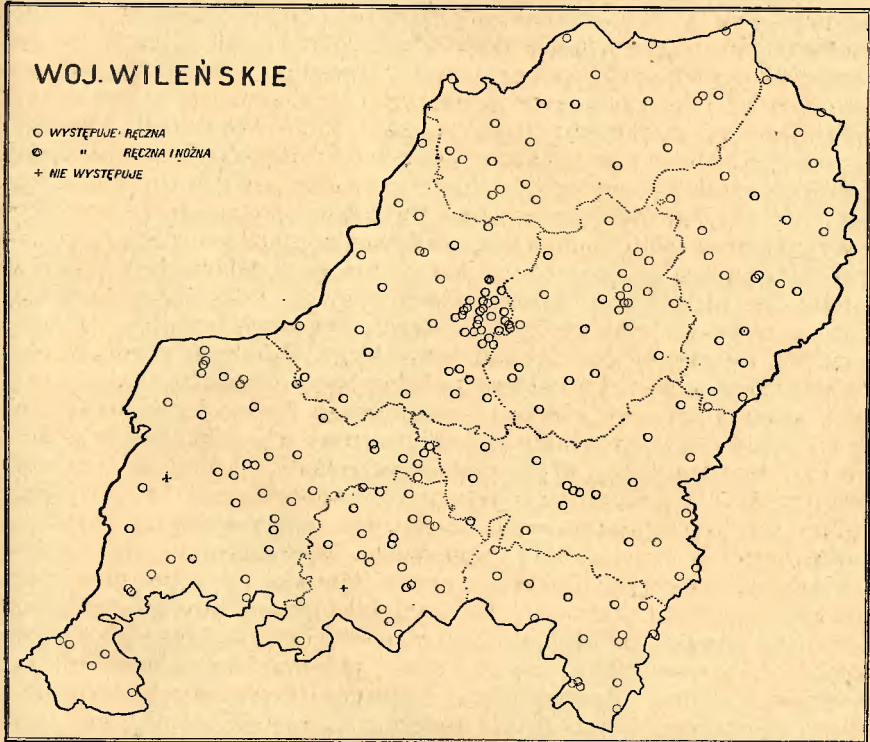 WOJ. WILEŃSKIE
○ WYSTĘPUJE · RĘCZNA
◎ " RĘCZNA I NOŻNA
+ NIE WYSTĘPUJE